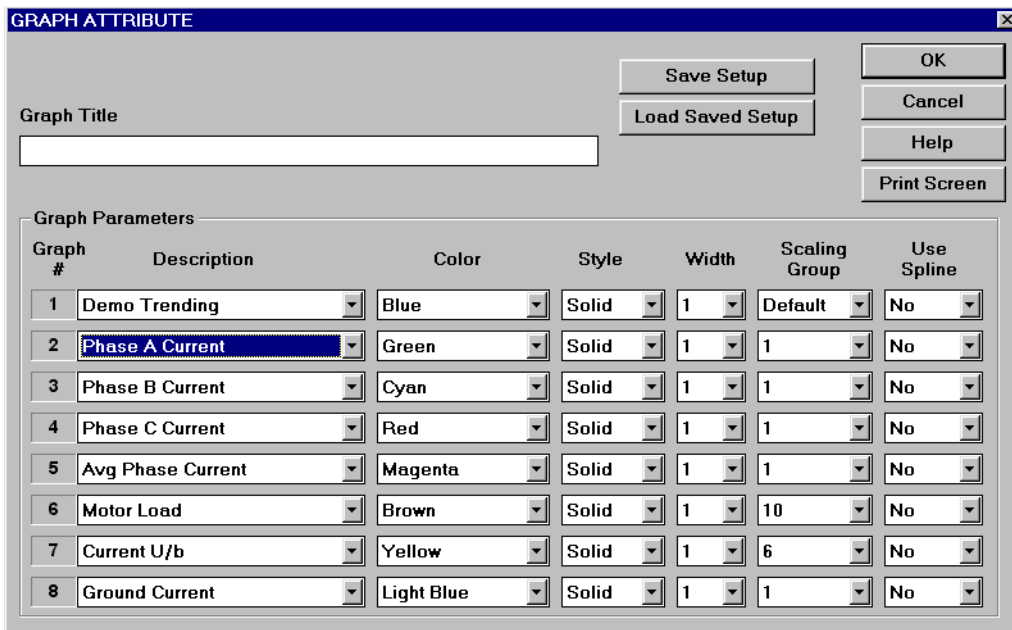 GRAPH ATTRIBUTE
Save Setup
OK
Load Saved Setup
Cancel
Graph Title
Help
Print Screen
Graph Parameters
Graph # Description Color Style Width Scaling Group Use Spline
1 Demo Trending Blue Solid 1 Default No
2 Phase A Current Green Solid 1 1 No
3 Phase B Current Cyan Solid 1 1 No
4 Phase C Current Red Solid 1 1 No
5 Avg Phase Current Magenta Solid 1 1 No
6 Motor Load Brown Solid 1 10 No
7 Current U/b Yellow Solid 1 6 No
8 Ground Current Light Blue Solid 1 1 No